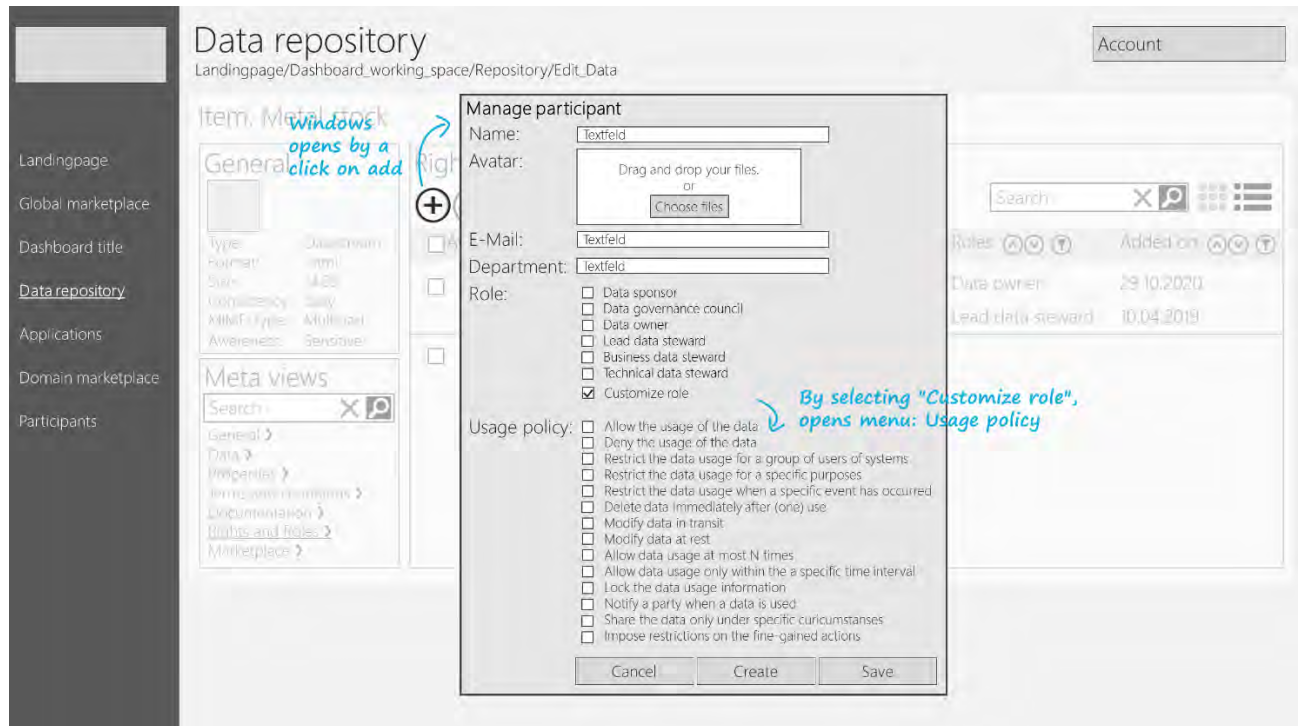 Data repository
Landingpage/Dashboard_working_space/Repository/Edit_Data
Account
Landingpage
Global marketplace
Dashboard title
Data repository
Applications
Domain marketplace
Participants
Item: Metal stock
windows
opens by a
click on add
General
Type: Datastream
Format:
Size:
Consistency:
MIME-Type: Multipart
Awareness: Sensitive
Meta views
Search
General
Data
Properties
Terms and conditions
Documentation
Rights and Roles
Marketplace
Righ
Search
Roles
Added on
Data owner
29.10.2020
Lead data steward
10.04.2019
Manage participant
Name: Textfeld
Avatar:
Drag and drop your files.
or
Choose files
E-Mail: Textfeld
Department: Textfeld
Role:
Data sponsor
Data governance council
Data owner
Lead data steward
Business data steward
Technical data steward
Customize role
By selecting "Customize role",
opens menu: Usage policy
Usage policy:
Allow the usage of the data
Deny the usage of the data
Restrict the data usage for a group of users of systems
Restrict the data usage for a specific purposes
Restrict the data usage when a specific event has occurred
Delete data immediately after (one) use
Modify data in transit
Modify data at rest
Allow data usage at most N times
Allow data usage only within the a specific time interval
Lock the data usage information
Notify a party when a data is used
Share the data only under specific curicumstanses
Impose restrictions on the fine-gained actions
Cancel
Create
Save